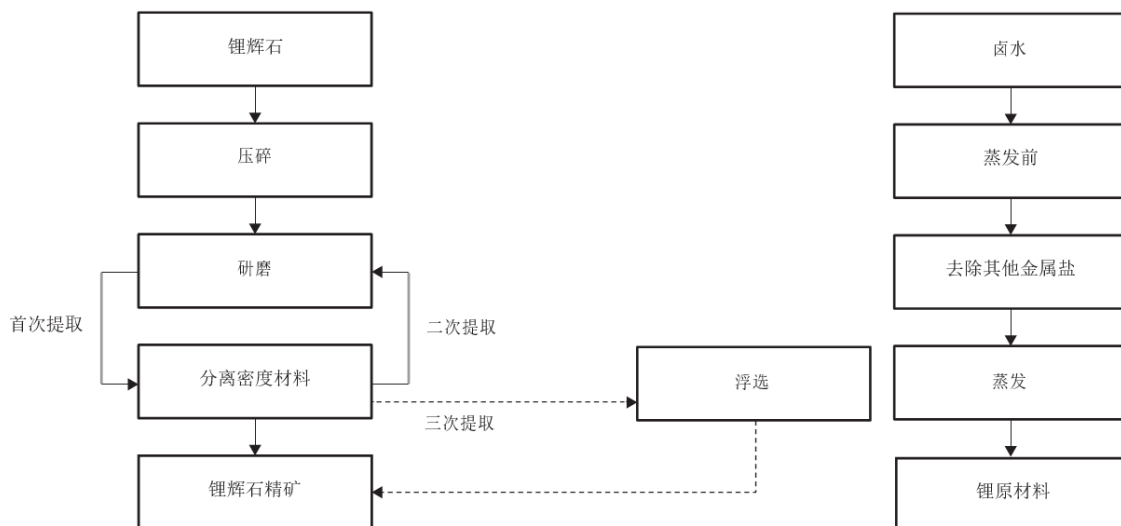 锂辉石
压碎
研磨
首次提取
二次提取
分离密度材料
三次提取
浮选
锂辉石精矿
卤水
蒸发前
去除其他金属盐
蒸发
锂原材料